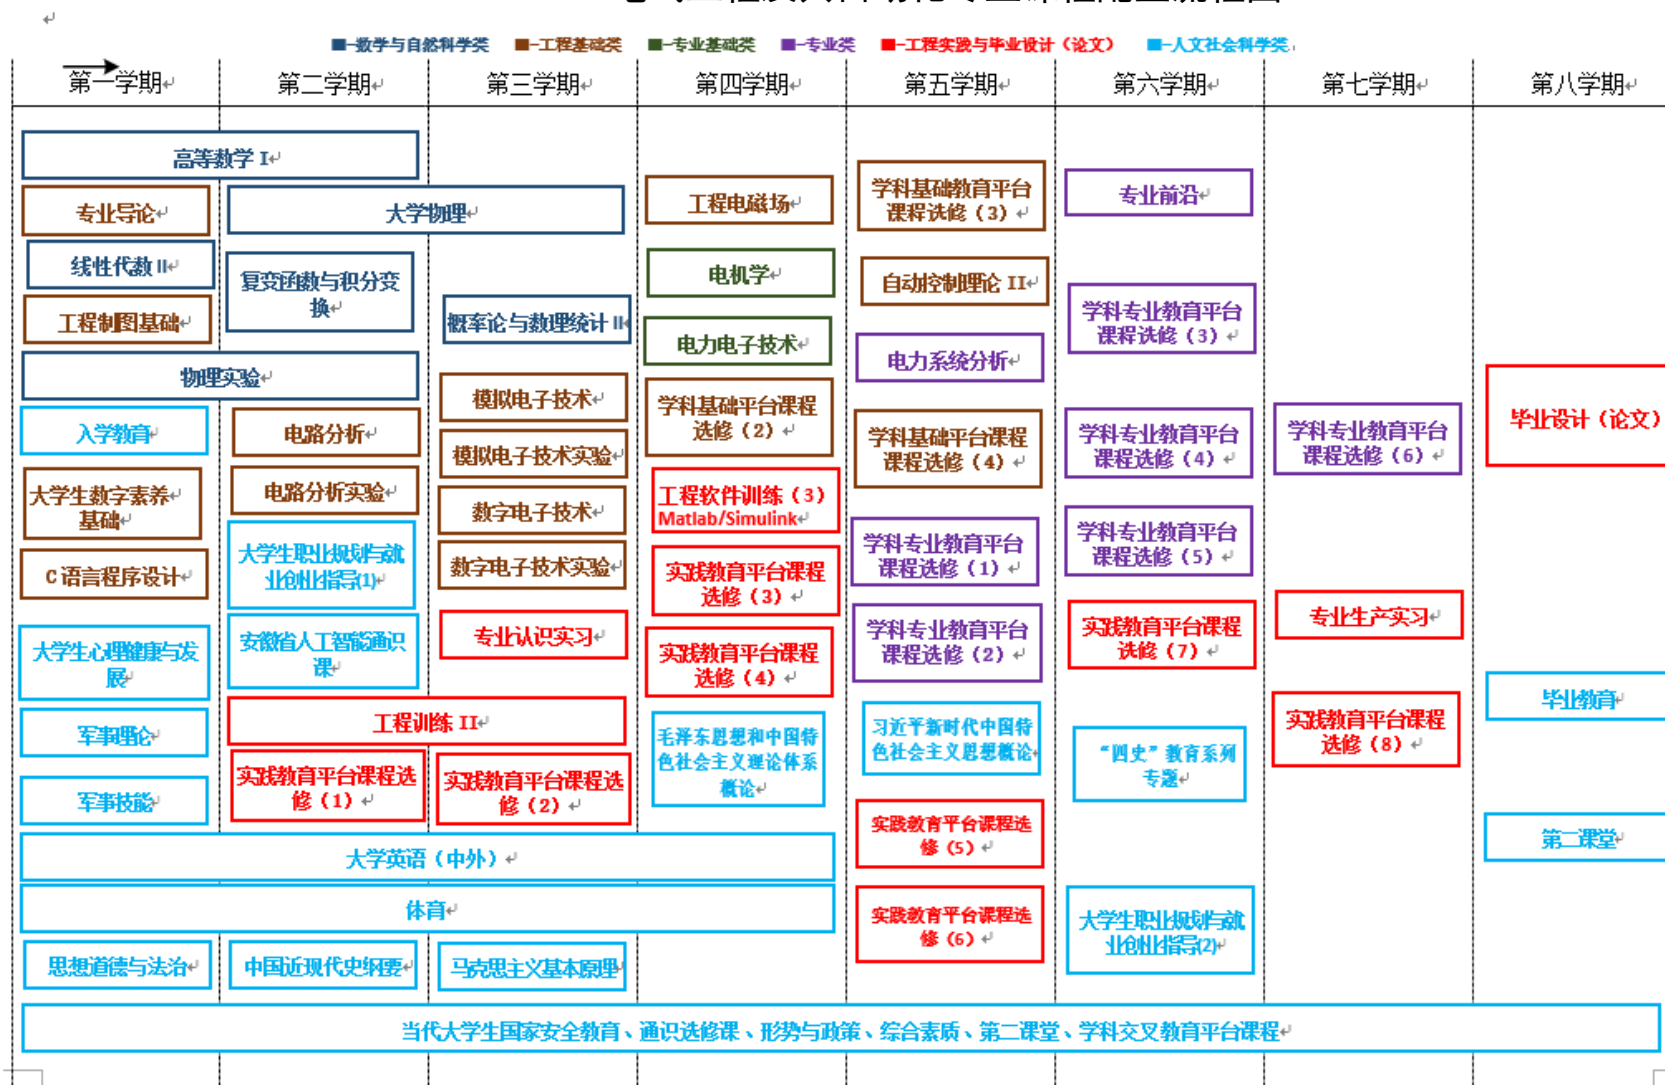 ■-数学与自然科学类 ■-工程基础类 ■-专业基础类 ■-专业类 ■-工程实践与毕业设计（论文） ■-人文社会科学类
第一学期 第二学期 第三学期 第四学期 第五学期 第六学期 第七学期 第八学期
高等数学 I
专业导论
线性代数 II
工程制图基础
物理实验
入学教育
大学生数字素养
基础
C 语言程序设计
大学生心理健康与发
展
军事理论
军事技能
大学英语（中外）
体育
思想道德与法治
大学物理
复变函数与积分变
换
电路分析
电路分析实验
大学生职业规划与就
业创业指导(1)
安徽省人工智能通识
课
工程训练 II
实践教育平台课程选
修（1）
中国近现代史纲要
概率论与数理统计 II
模拟电子技术
模拟电子技术实验
数字电子技术
数字电子技术实验
专业认识实习
实践教育平台课程选
修（2）
马克思主义基本原理
工程电磁场
电机学
电力电子技术
学科基础平台课程
选修（2）
工程软件训练（3）
Matlab/Simulink
实践教育平台课程
选修（3）
实践教育平台课程
选修（4）
毛泽东思想和中国特
色社会主义理论体系
概论
学科基础教育平台
课程选修（3）
自动控制理论 II
电力系统分析
学科基础平台课程
课程选修（4）
学科专业教育平台
课程选修（1）
学科专业教育平台
课程选修（2）
习近平新时代中国特
色社会主义思想概论
实践教育平台课程选
修（5）
实践教育平台课程选
修（6）
专业前沿
学科专业教育平台
课程选修（3）
学科专业教育平台
课程选修（4）
学科专业教育平台
课程选修（5）
实践教育平台课程
选修（7）
“四史”教育系列
专题
大学生职业规划与就
业创业指导(2)
学科专业教育平台
课程选修（6）
专业生产实习
实践教育平台课程
选修（8）
毕业设计（论文）
毕业教育
第二课堂
当代大学生国家安全教育、通识选修课、形势与政策、综合素质、第二课堂、学科交叉教育平台课程